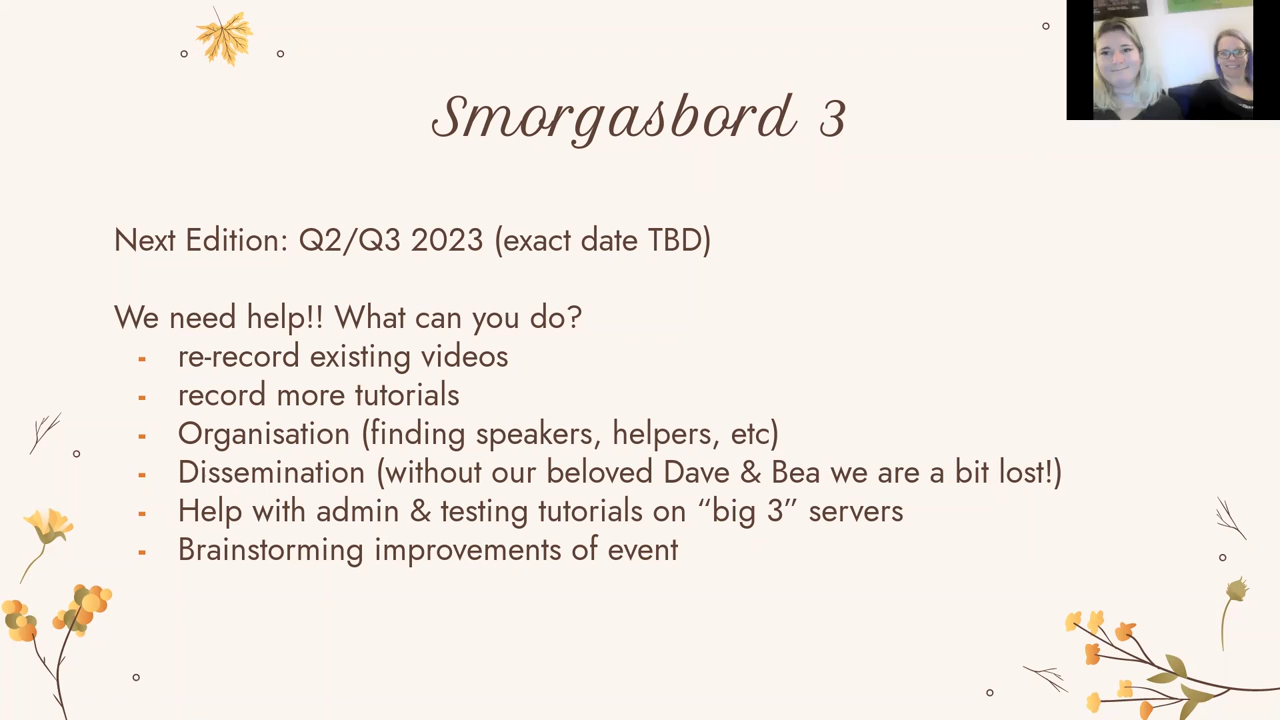 Smorgasbord 3
Next Edition: Q2/Q3 2023 (exact date TBD)
We need help!! What can you do?
- re-record existing videos
- record more tutorials
- Organisation (finding speakers, helpers, etc)
- Dissemination (without our beloved Dave & Bea we are a bit lost!)
- Help with admin & testing tutorials on “big 3” servers
- Brainstorming improvements of event